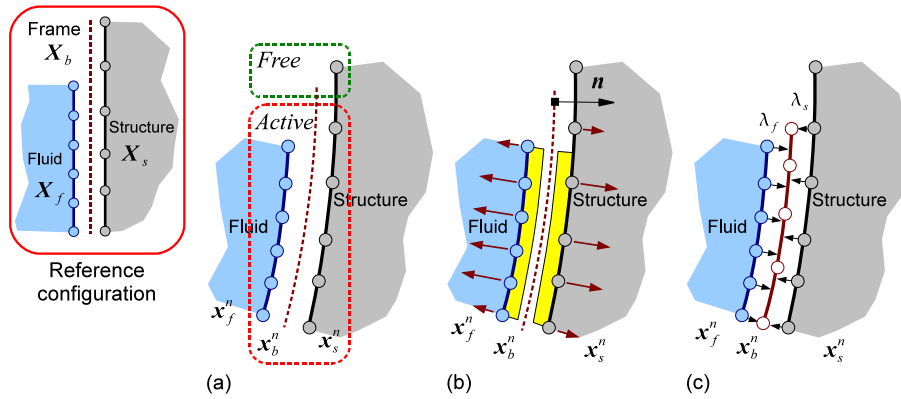 Frame
X_b
Structure
X_s
Fluid
X_f
Reference
configuration
Free
Active
Fluid
Structure
x_f^n
x_b^n
x_s^n
(a)
n
Fluid
Structure
x_f^n
x_b^n
x_s^n
(b)
λ_s
λ_f
Fluid
Structure
x_f^n
x_b^n
x_s^n
(c)